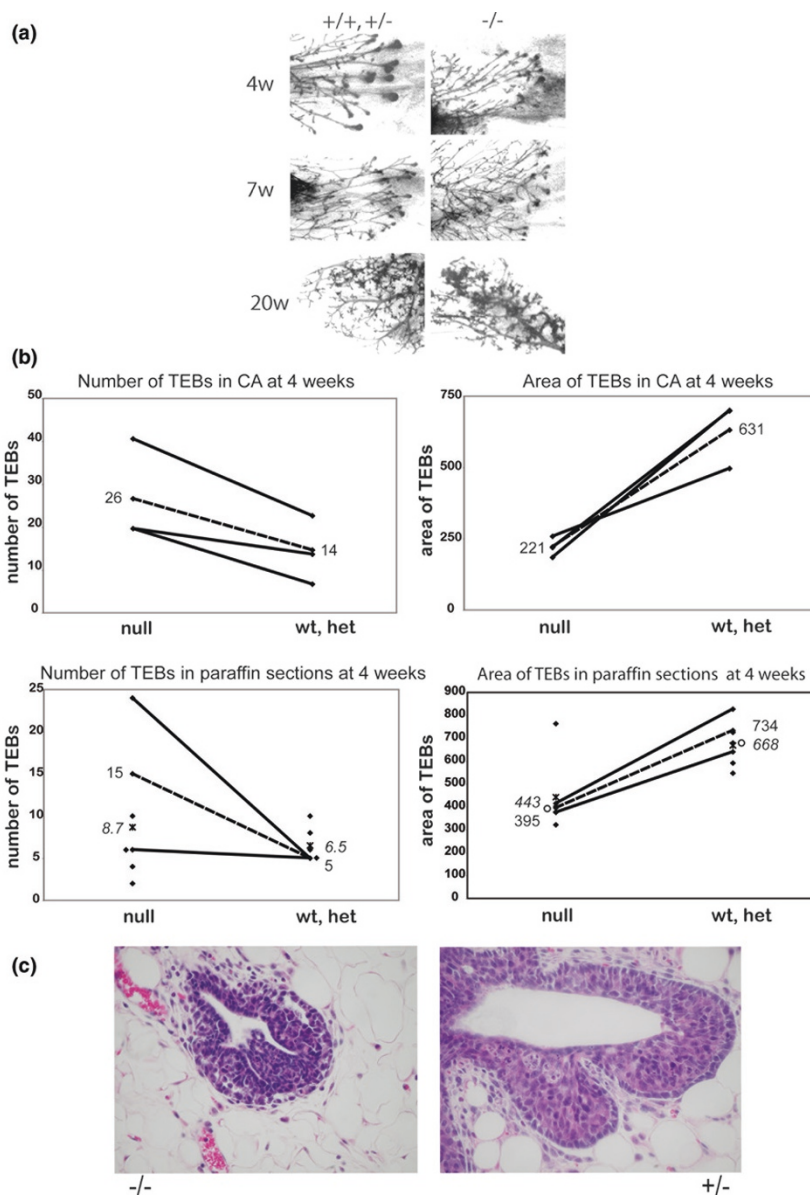 (a)
+/+, +/- -/-
4w
7w
20w
(b)
Number of TEBs in CA at 4 weeks
number of TEBs
50
40
30
20
10
0
26
14
null wt, het
Area of TEBs in CA at 4 weeks
area of TEBs
750
500
250
0
221
631
null wt, het
Number of TEBs in paraffin sections at 4 weeks
number of TEBs
25
20
15
10
5
0
15
8.7
6.5
5
null wt, het
Area of TEBs in paraffin sections at 4 weeks
area of TEBs
900
800
700
600
500
400
300
200
100
0
443
395
734
668
null wt, het
(c)
-/- +/-